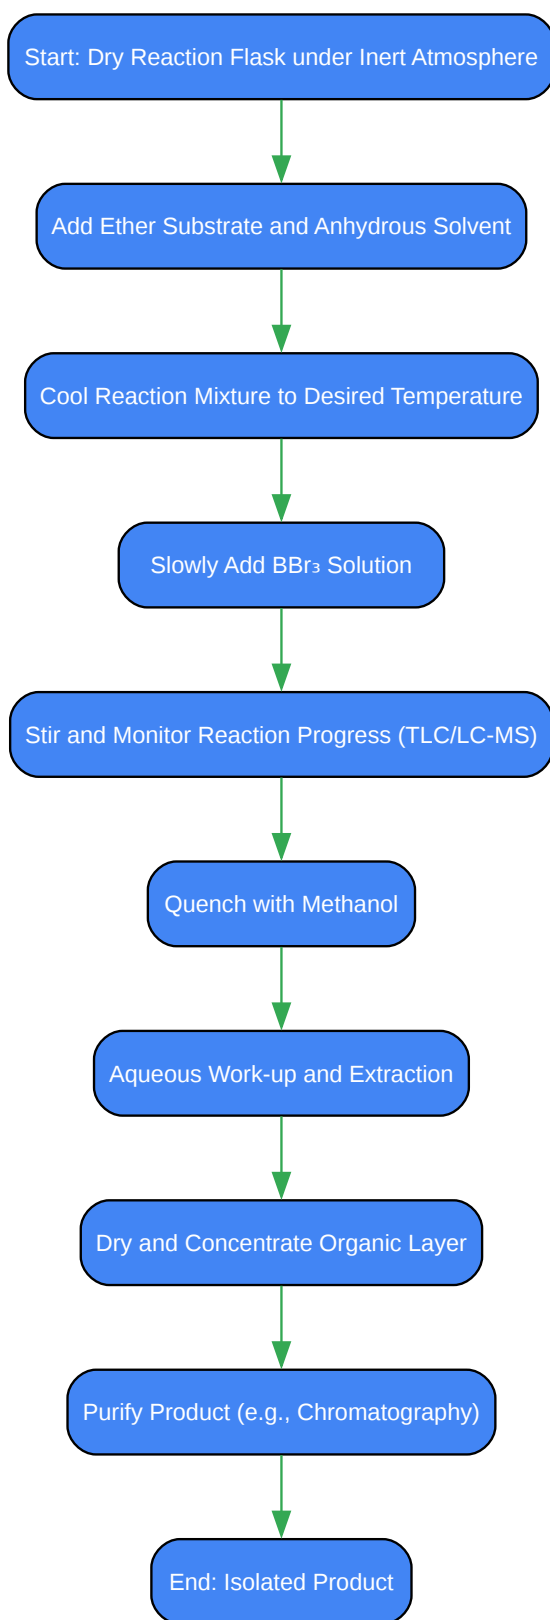 Start: Dry Reaction Flask under Inert Atmosphere
Add Ether Substrate and Anhydrous Solvent
Cool Reaction Mixture to Desired Temperature
Slowly Add BBr₃ Solution
Stir and Monitor Reaction Progress (TLC/LC-MS)
Quench with Methanol
Aqueous Work-up and Extraction
Dry and Concentrate Organic Layer
Purify Product (e.g., Chromatography)
End: Isolated Product